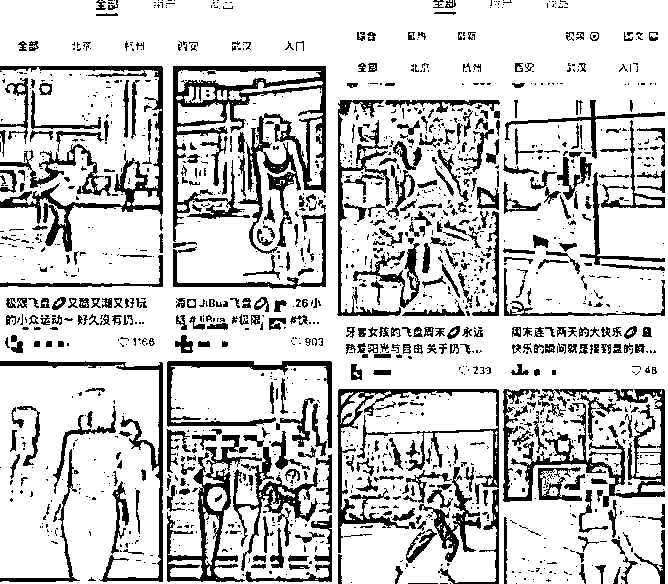 全部 用户 商品
全部 北京 杭州 西安 武汉 入门
极限飞盘 又酷又潮又好玩
的小众运动~ 好久没有扔...
1166
海口JiBua飞盘
26小
#JiBua #极限 #快...
903
全部 用户 商品
综合 最热 最新 视频 图文
全部 北京 杭州 西安 武汉 入门
牙套女孩的飞盘周末 永远
热爱阳光与自由 关于扔飞...
239
周末连飞两天的大快乐 最
快乐的瞬间就是接到盘的瞬...
48